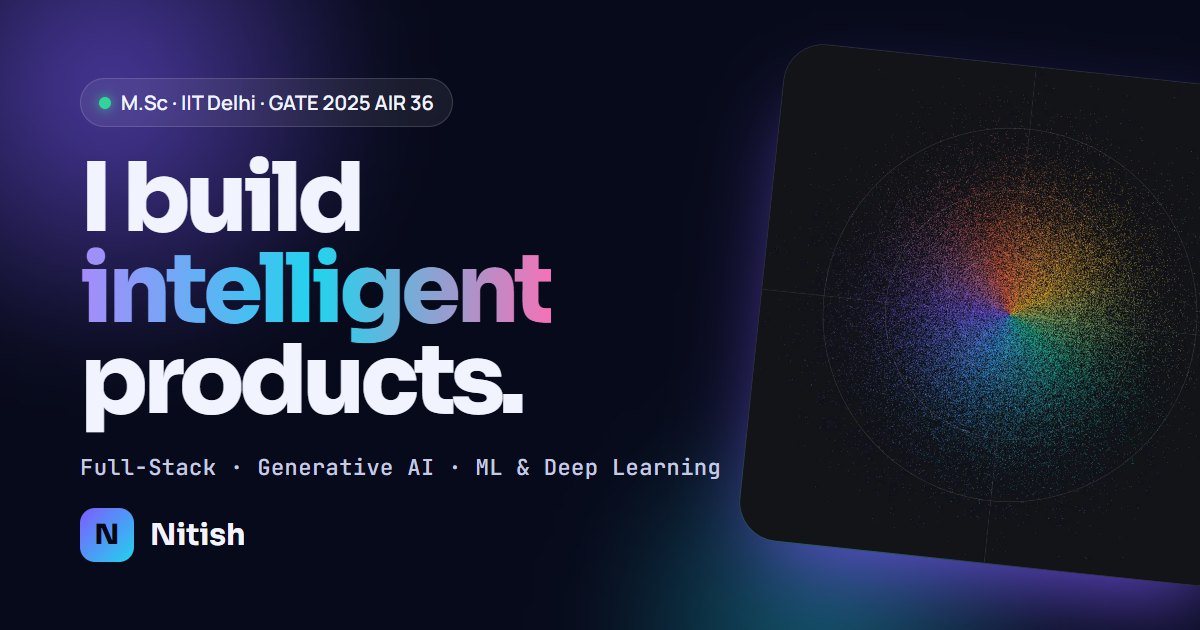 M.Sc · IIT Delhi · GATE 2025 AIR 36
I build
intelligent
products.
Full-Stack · Generative AI · ML & Deep Learning
N Nitish